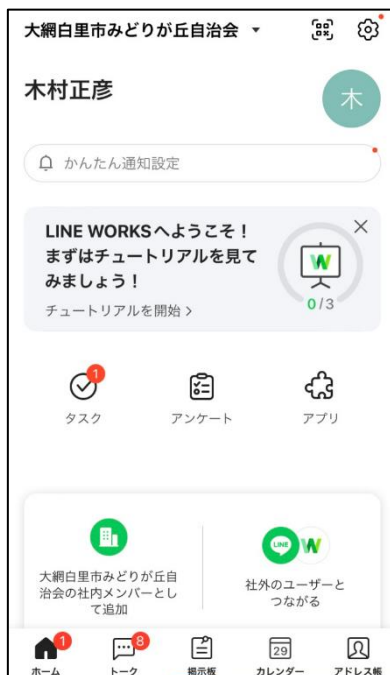 大網白里市みどりが丘自治会
木村正彦
木
かんたん通知設定
LINE WORKSへようこそ！
まずはチュートリアルを見て
みましょう！
チュートリアルを開始 >
W
0/3
1
タスク
アンケート
アプリ
大網白里市みどりが丘自
治会の社内メンバーとし
て追加
LINE W
社外のユーザーと
つながる
1
ホーム
8
トーク
掲示板
29
カレンダー
アドレス帳